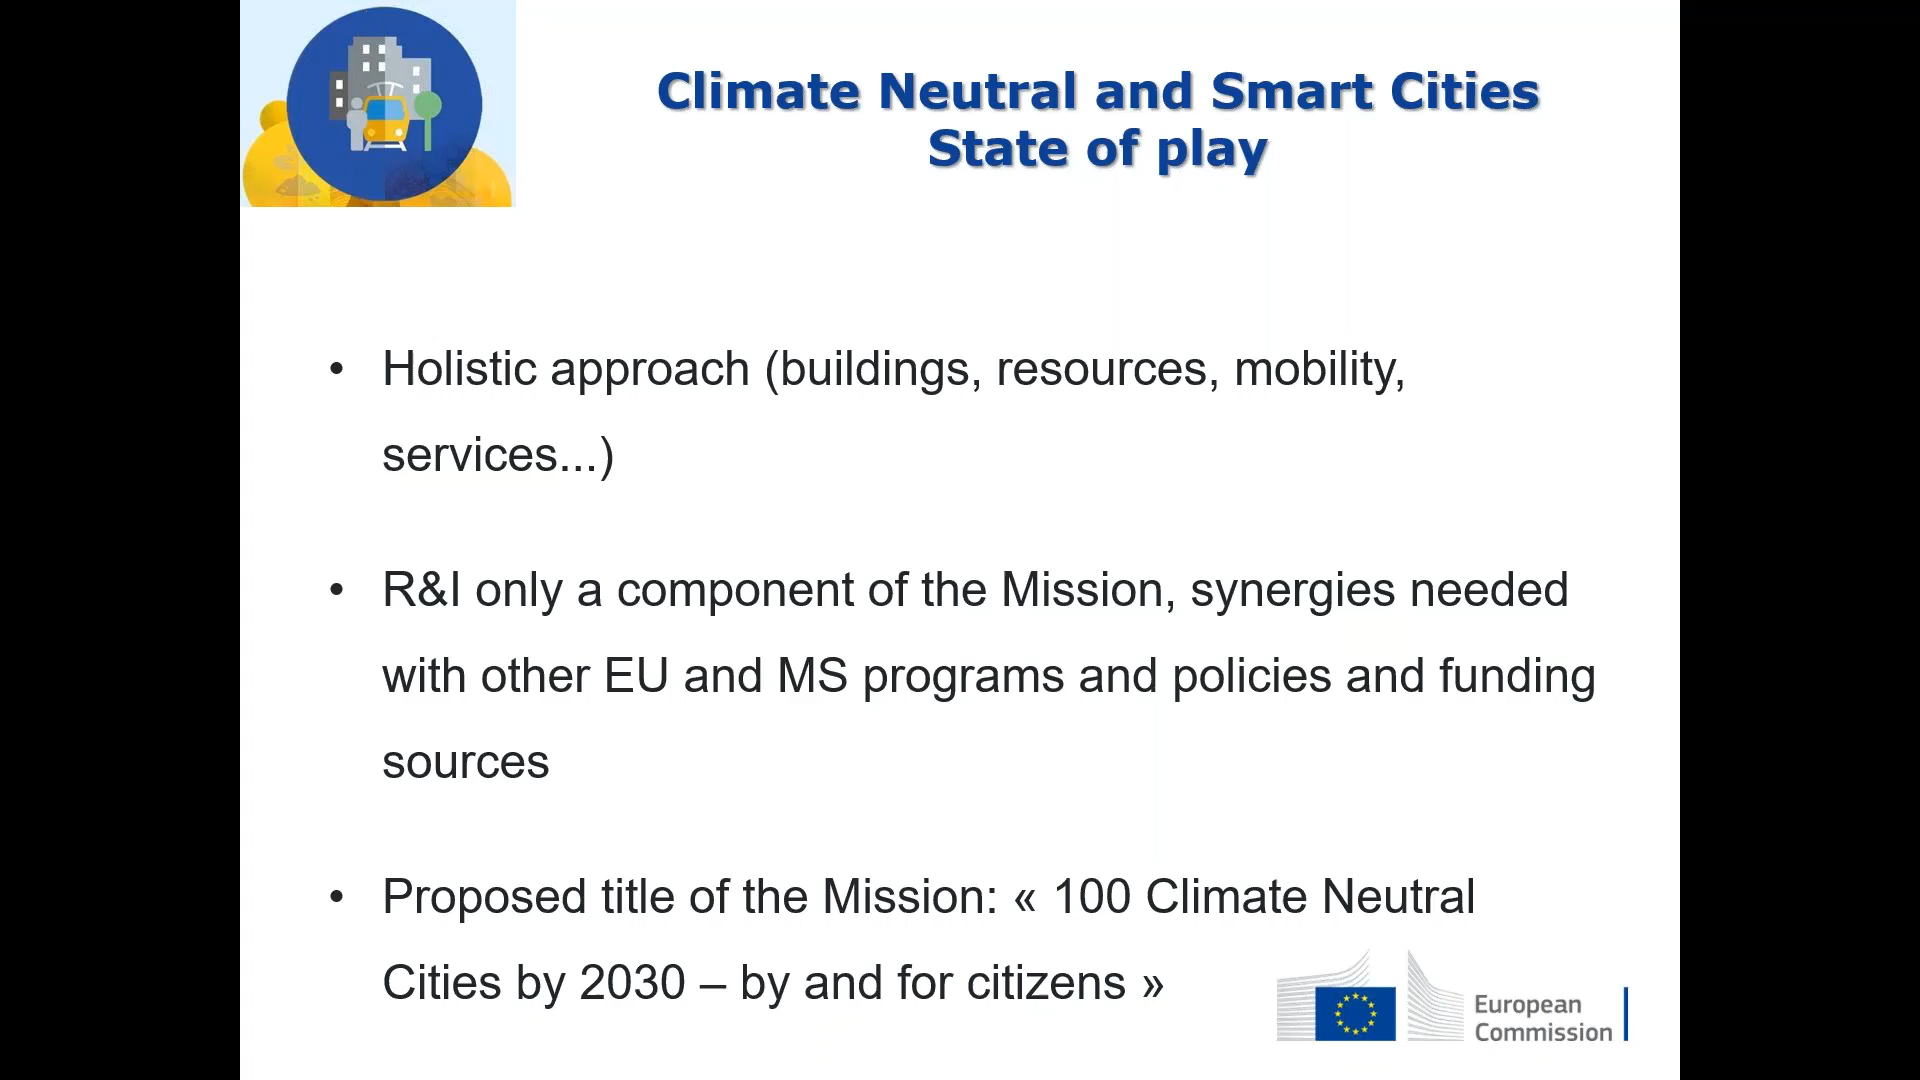 Climate Neutral and Smart Cities
State of play
• Holistic approach (buildings, resources, mobility,
services...)
• R&I only a component of the Mission, synergies needed
with other EU and MS programs and policies and funding
sources
• Proposed title of the Mission: « 100 Climate Neutral
Cities by 2030 – by and for citizens »
European
Commission